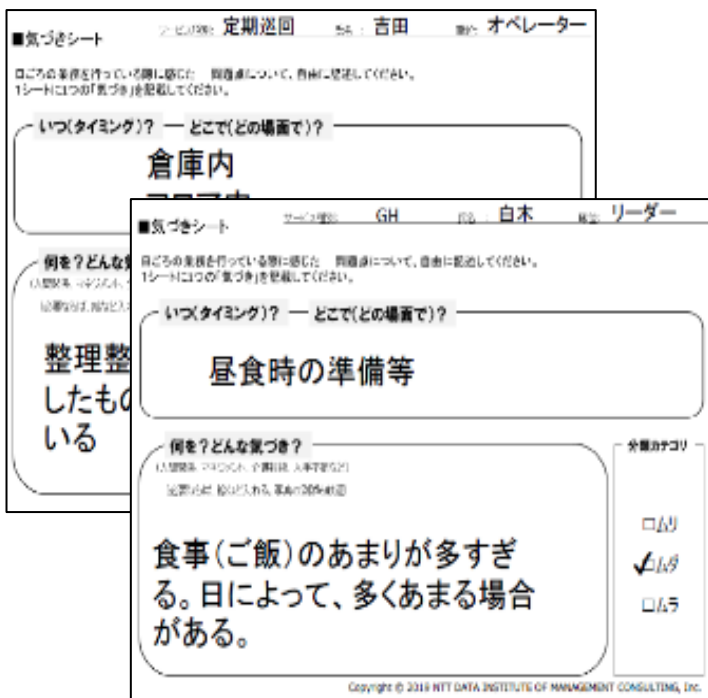 ■気づきシート
定期巡回
吉田
オペレーター
日ごろの業務を行っている際に感じた 問題点について、自由に記述してください。
1シートに1つの「気づき」を記載してください。
いつ(タイミング)? ― どこで(どの場面で)?
倉庫内
何を?どんな気
整理整
したもの
いる
■気づきシート
サービス種別: GH
氏名: 白木
職位: リーダー
日ごろの業務を行っている際に感じた 問題点について、自由に記述してください。
1シートに1つの「気づき」を記載してください。
いつ(タイミング)? ― どこで(どの場面で)?
昼食時の準備等
何を?どんな気づき?
食事(ご飯)のあまりが多すぎ
る。日によって、多くあまる場合
がある。
分類カテゴリ
□ムリ
✓□ムダ
□ムラ
Copyright © 2019 NTT DATA INSTITUTE OF MANAGEMENT CONSULTING, Inc.